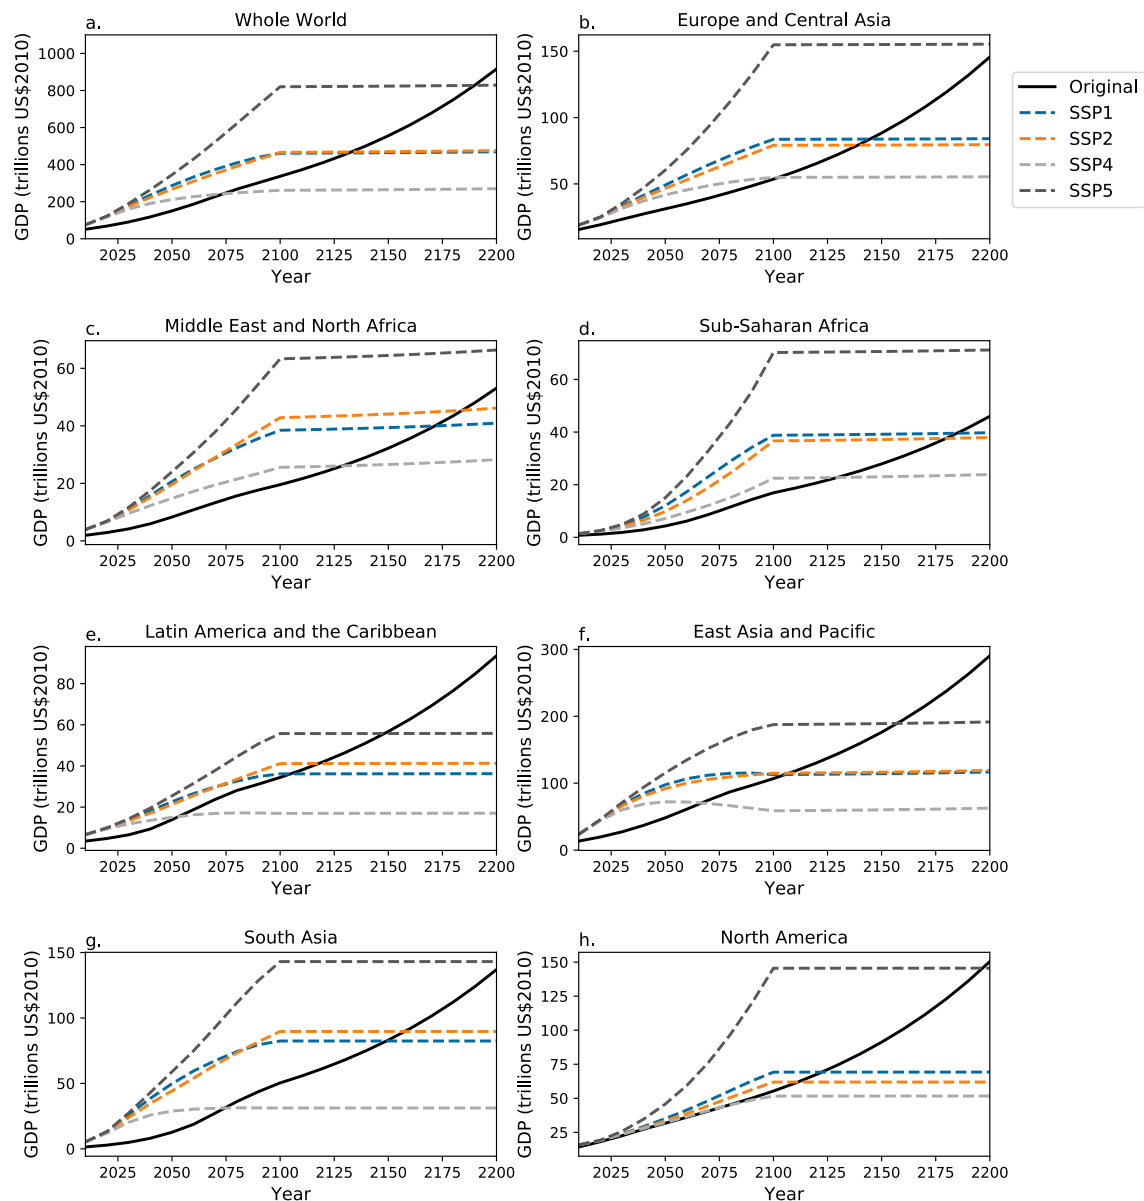 a. Whole World
1000
800
600
400
200
0
GDP (trillions US$2010)
2025 2050 2075 2100 2125 2150 2175 2200
Year
b. Europe and Central Asia
150
100
50
GDP (trillions US$2010)
2025 2050 2075 2100 2125 2150 2175 2200
Year
Original
SSP1
SSP2
SSP4
SSP5
c. Middle East and North Africa
60
40
20
0
GDP (trillions US$2010)
2025 2050 2075 2100 2125 2150 2175 2200
Year
d. Sub-Saharan Africa
60
40
20
0
GDP (trillions US$2010)
2025 2050 2075 2100 2125 2150 2175 2200
Year
e. Latin America and the Caribbean
80
60
40
20
0
GDP (trillions US$2010)
2025 2050 2075 2100 2125 2150 2175 2200
Year
f. East Asia and Pacific
300
200
100
0
GDP (trillions US$2010)
2025 2050 2075 2100 2125 2150 2175 2200
Year
g. South Asia
150
100
50
0
GDP (trillions US$2010)
2025 2050 2075 2100 2125 2150 2175 2200
Year
h. North America
150
125
100
75
50
25
GDP (trillions US$2010)
2025 2050 2075 2100 2125 2150 2175 2200
Year